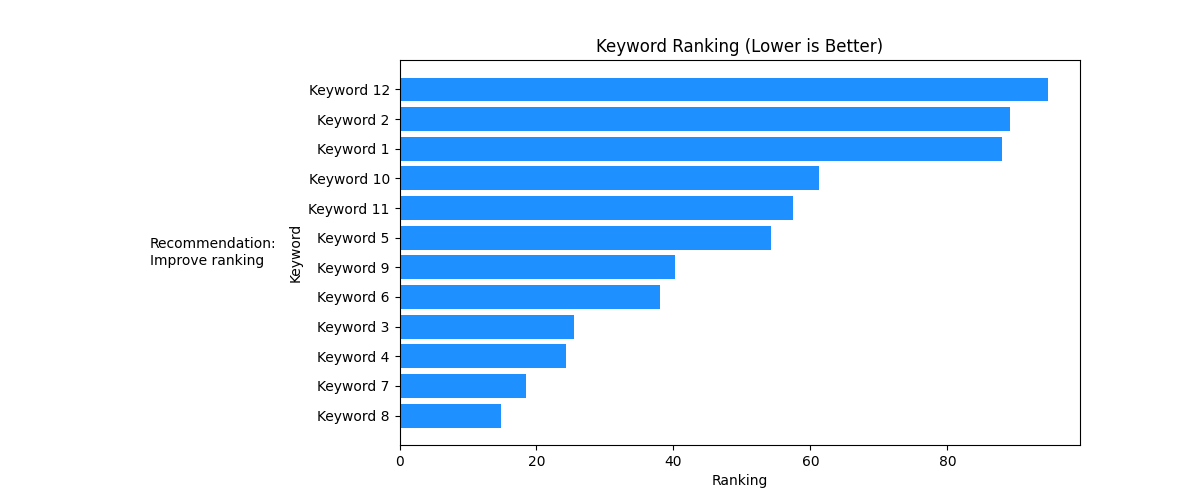 Keyword Ranking (Lower is Better)
Keyword 12
Keyword 2
Keyword 1
Keyword 10
Keyword 11
Keyword 5
Keyword 9
Keyword 6
Keyword 3
Keyword 4
Keyword 7
Keyword 8
Keyword
Recommendation:
Improve ranking
0 20 40 60 80
Ranking